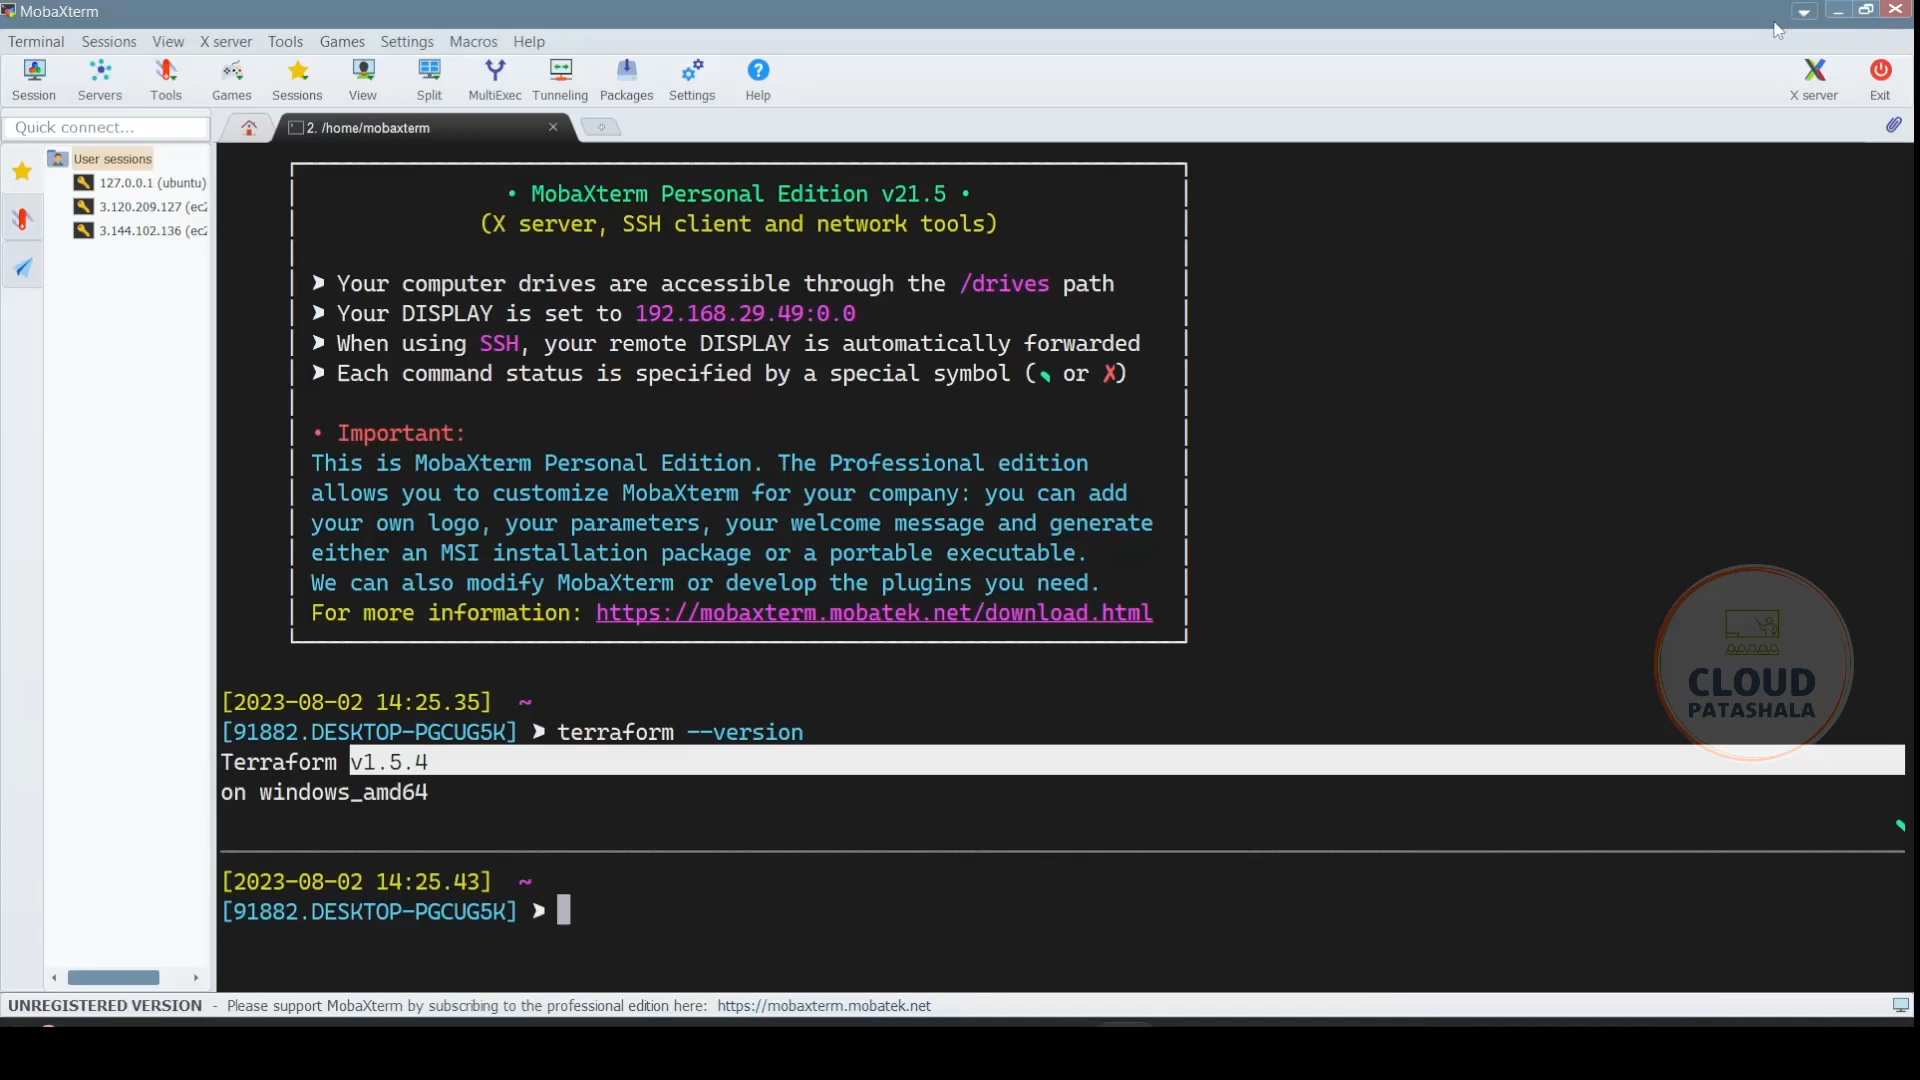 MobaXterm
Terminal Sessions View X server Tools Games Settings Macros Help
Session Servers Tools Games Sessions View Split MultiExec Tunneling Packages Settings Help X server Exit
Quick connect...
2. /home/mobaxterm
User sessions
127.0.0.1 (ubuntu)
3.120.209.127 (ec2
3.144.102.136 (ec2
• MobaXterm Personal Edition v21.5 •
(X server, SSH client and network tools)
➤ Your computer drives are accessible through the /drives path
➤ Your DISPLAY is set to 192.168.29.49:0.0
➤ When using SSH, your remote DISPLAY is automatically forwarded
➤ Each command status is specified by a special symbol (✓ or ✗)
• Important:
This is MobaXterm Personal Edition. The Professional edition
allows you to customize MobaXterm for your company: you can add
your own logo, your parameters, your welcome message and generate
either an MSI installation package or a portable executable.
We can also modify MobaXterm or develop the plugins you need.
For more information: https://mobaxterm.mobatek.net/download.html
[2023-08-02 14:25.35] ~
[91882.DESKTOP-PGCUG5K] ➤ terraform --version
Terraform v1.5.4
on windows_amd64
[2023-08-02 14:25.43] ~
[91882.DESKTOP-PGCUG5K] ➤
CLOUD
PATASHALA
UNREGISTERED VERSION - Please support MobaXterm by subscribing to the professional edition here: https://mobaxterm.mobatek.net